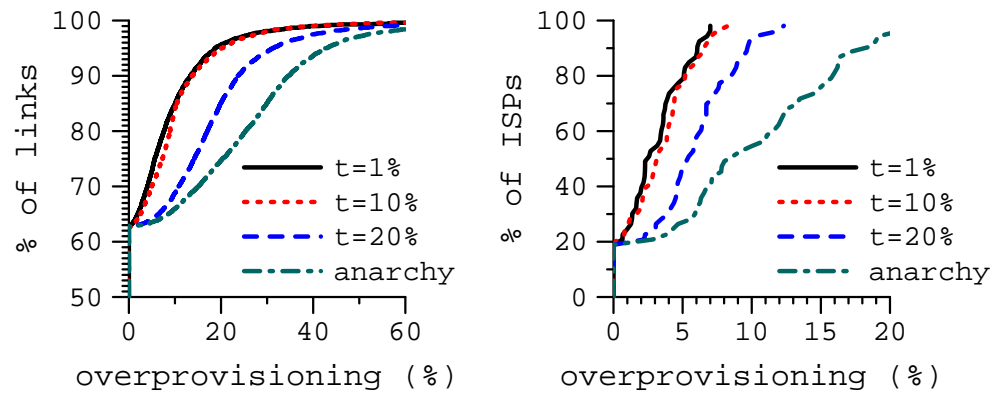 % of links
100
90
80
70
60
50
0
20
40
60
overprovisioning (%)
t=1%
t=10%
t=20%
anarchy
% of ISPs
100
80
60
40
20
0
0
5
10
15
20
overprovisioning (%)
t=1%
t=10%
t=20%
anarchy